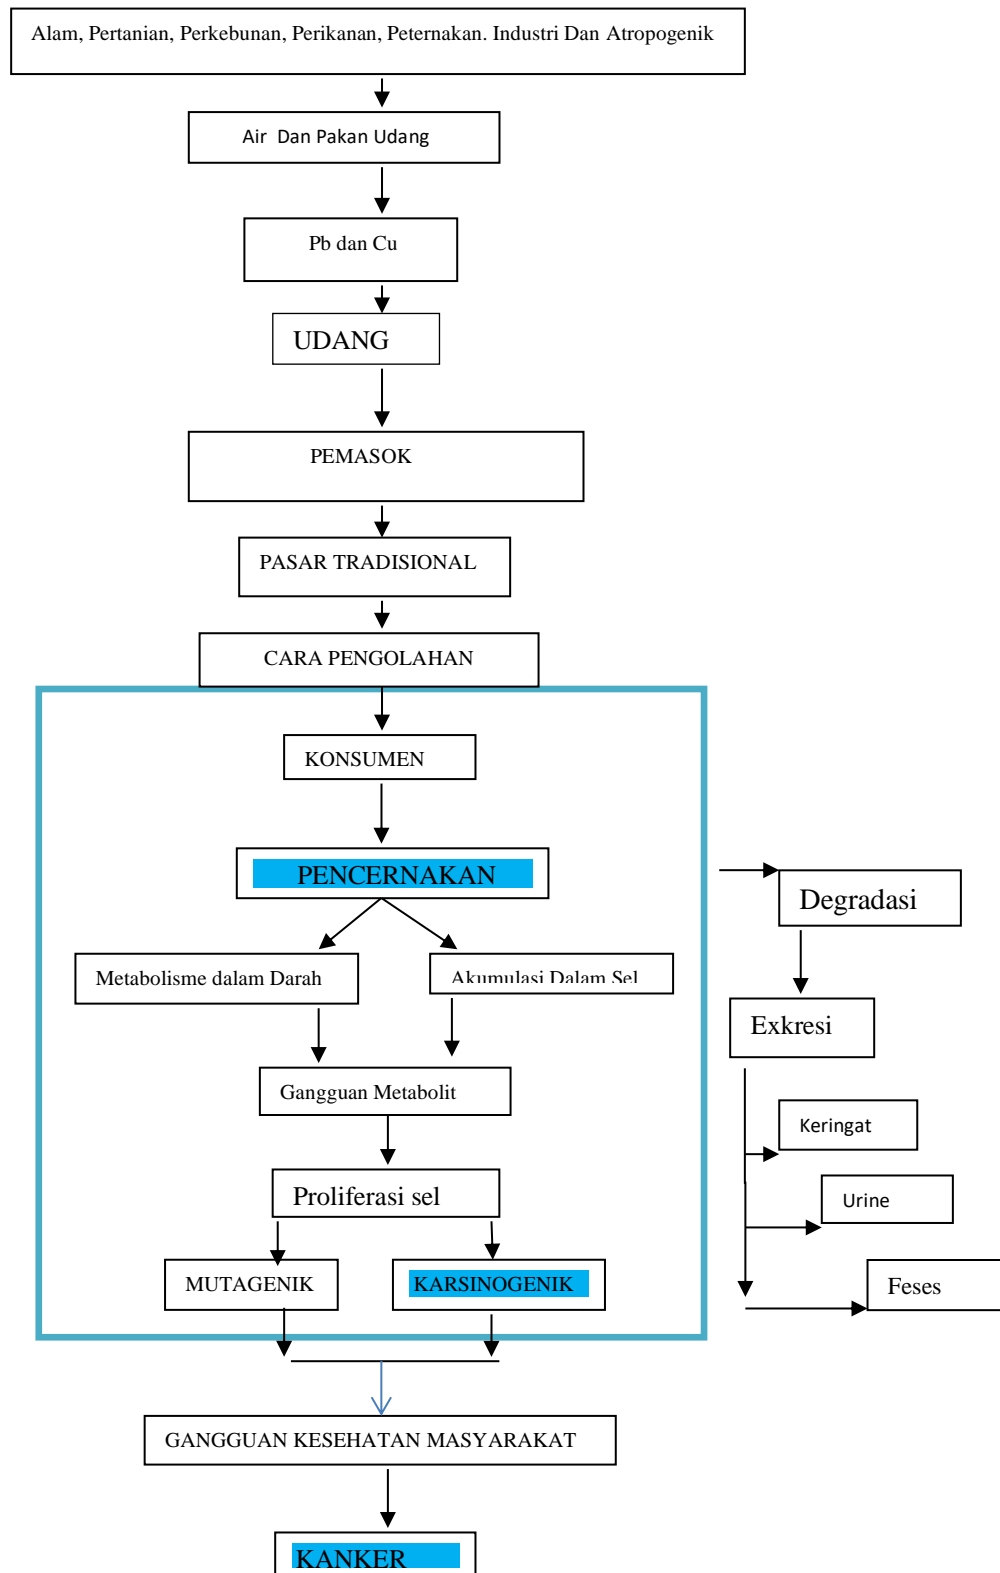 Alam, Pertanian, Perkebunan, Perikanan, Peternakan. Industri Dan Atropogenik
Air Dan Pakan Udang
Pb dan Cu
UDANG
PEMASOK
PASAR TRADISIONAL
CARA PENGOLAHAN
KONSUMEN
PENCERNAKAN
Degradasi
Metabolisme dalam Darah
Akumulasi Dalam Sel
Exkresi
Gangguan Metabolit
Keringat
Proliferasi sel
Urine
MUTAGENIK
KARSINOGENIK
Feses
GANGGUAN KESEHATAN MASYARAKAT
KANKER